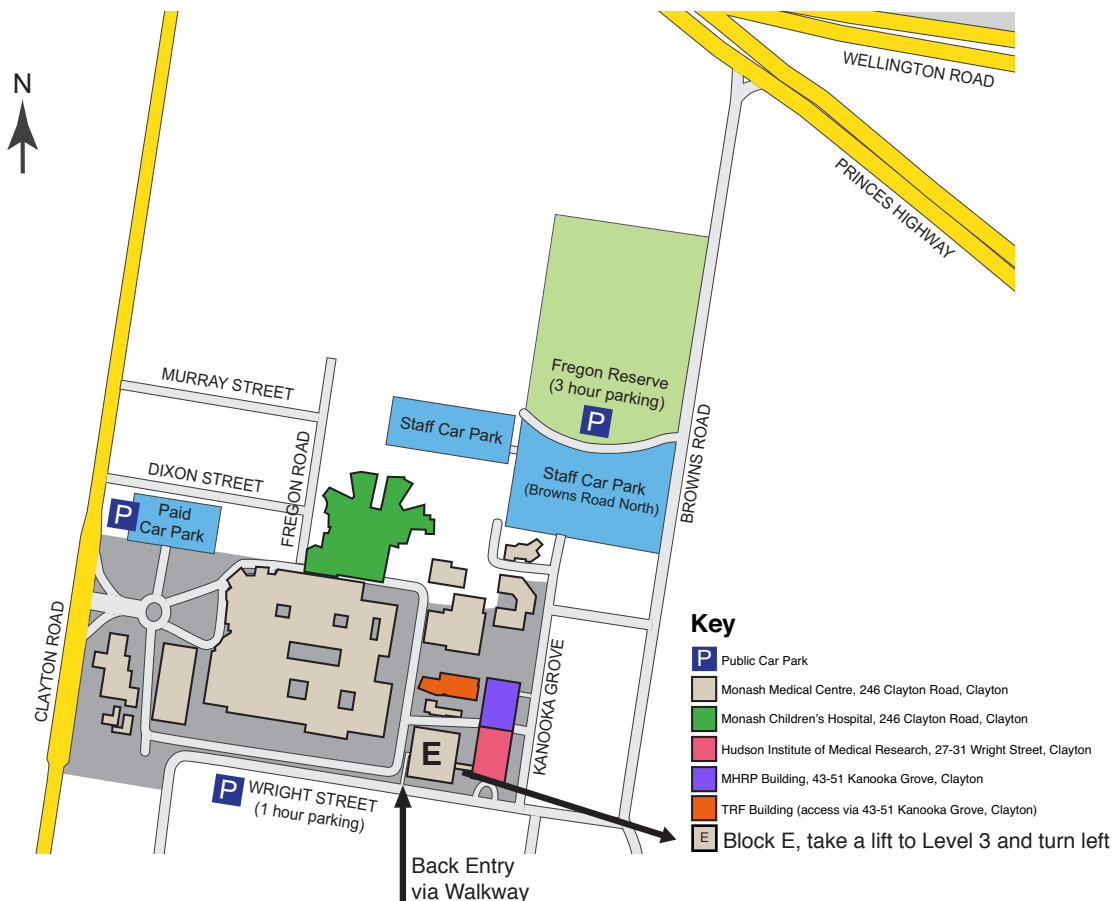 WELLINGTON ROAD
N
PRINCES HIGHWAY
Fregon Reserve
(3 hour parking)
P
MURRAY STREET
Staff Car Park
BROWNS ROAD
FREGON ROAD
DIXON STREET
Staff Car Park
(Browns Road North)
P
Paid
Car Park
CLAYTON ROAD
KANOOKA GROVE
E
P
WRIGHT STREET
(1 hour parking)
Back Entry
via Walkway
Key
P Public Car Park
Monash Medical Centre, 246 Clayton Road, Clayton
Monash Children's Hospital, 246 Clayton Road, Clayton
Hudson Institute of Medical Research, 27-31 Wright Street, Clayton
MHRP Building, 43-51 Kanooka Grove, Clayton
TRF Building (access via 43-51 Kanooka Grove, Clayton)
E Block E, take a lift to Level 3 and turn left